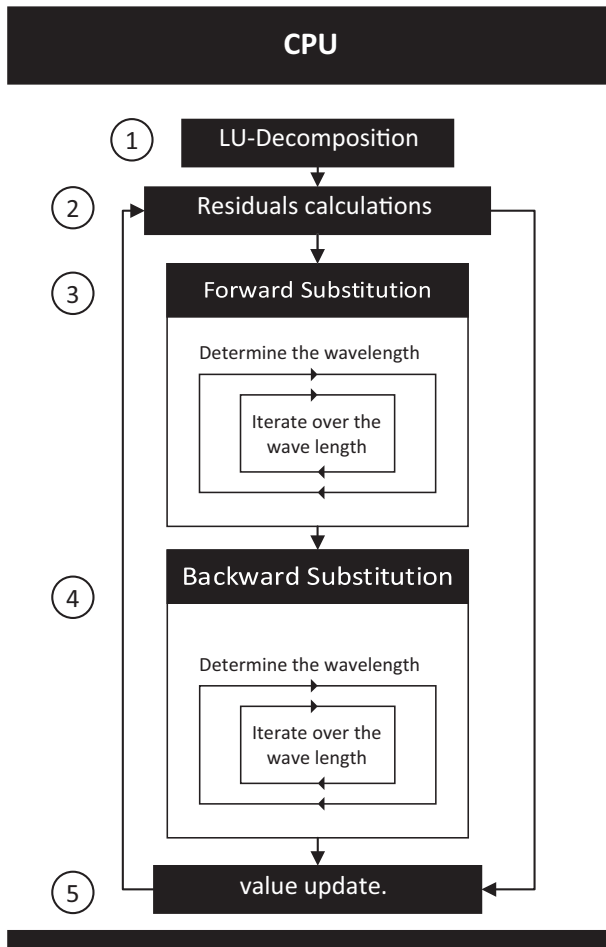 CPU
1
LU-Decomposition
2
Residuals calculations
3
Forward Substitution
Determine the wavelength
Iterate over the
wave length
4
Backward Substitution
Determine the wavelength
Iterate over the
wave length
5
value update.